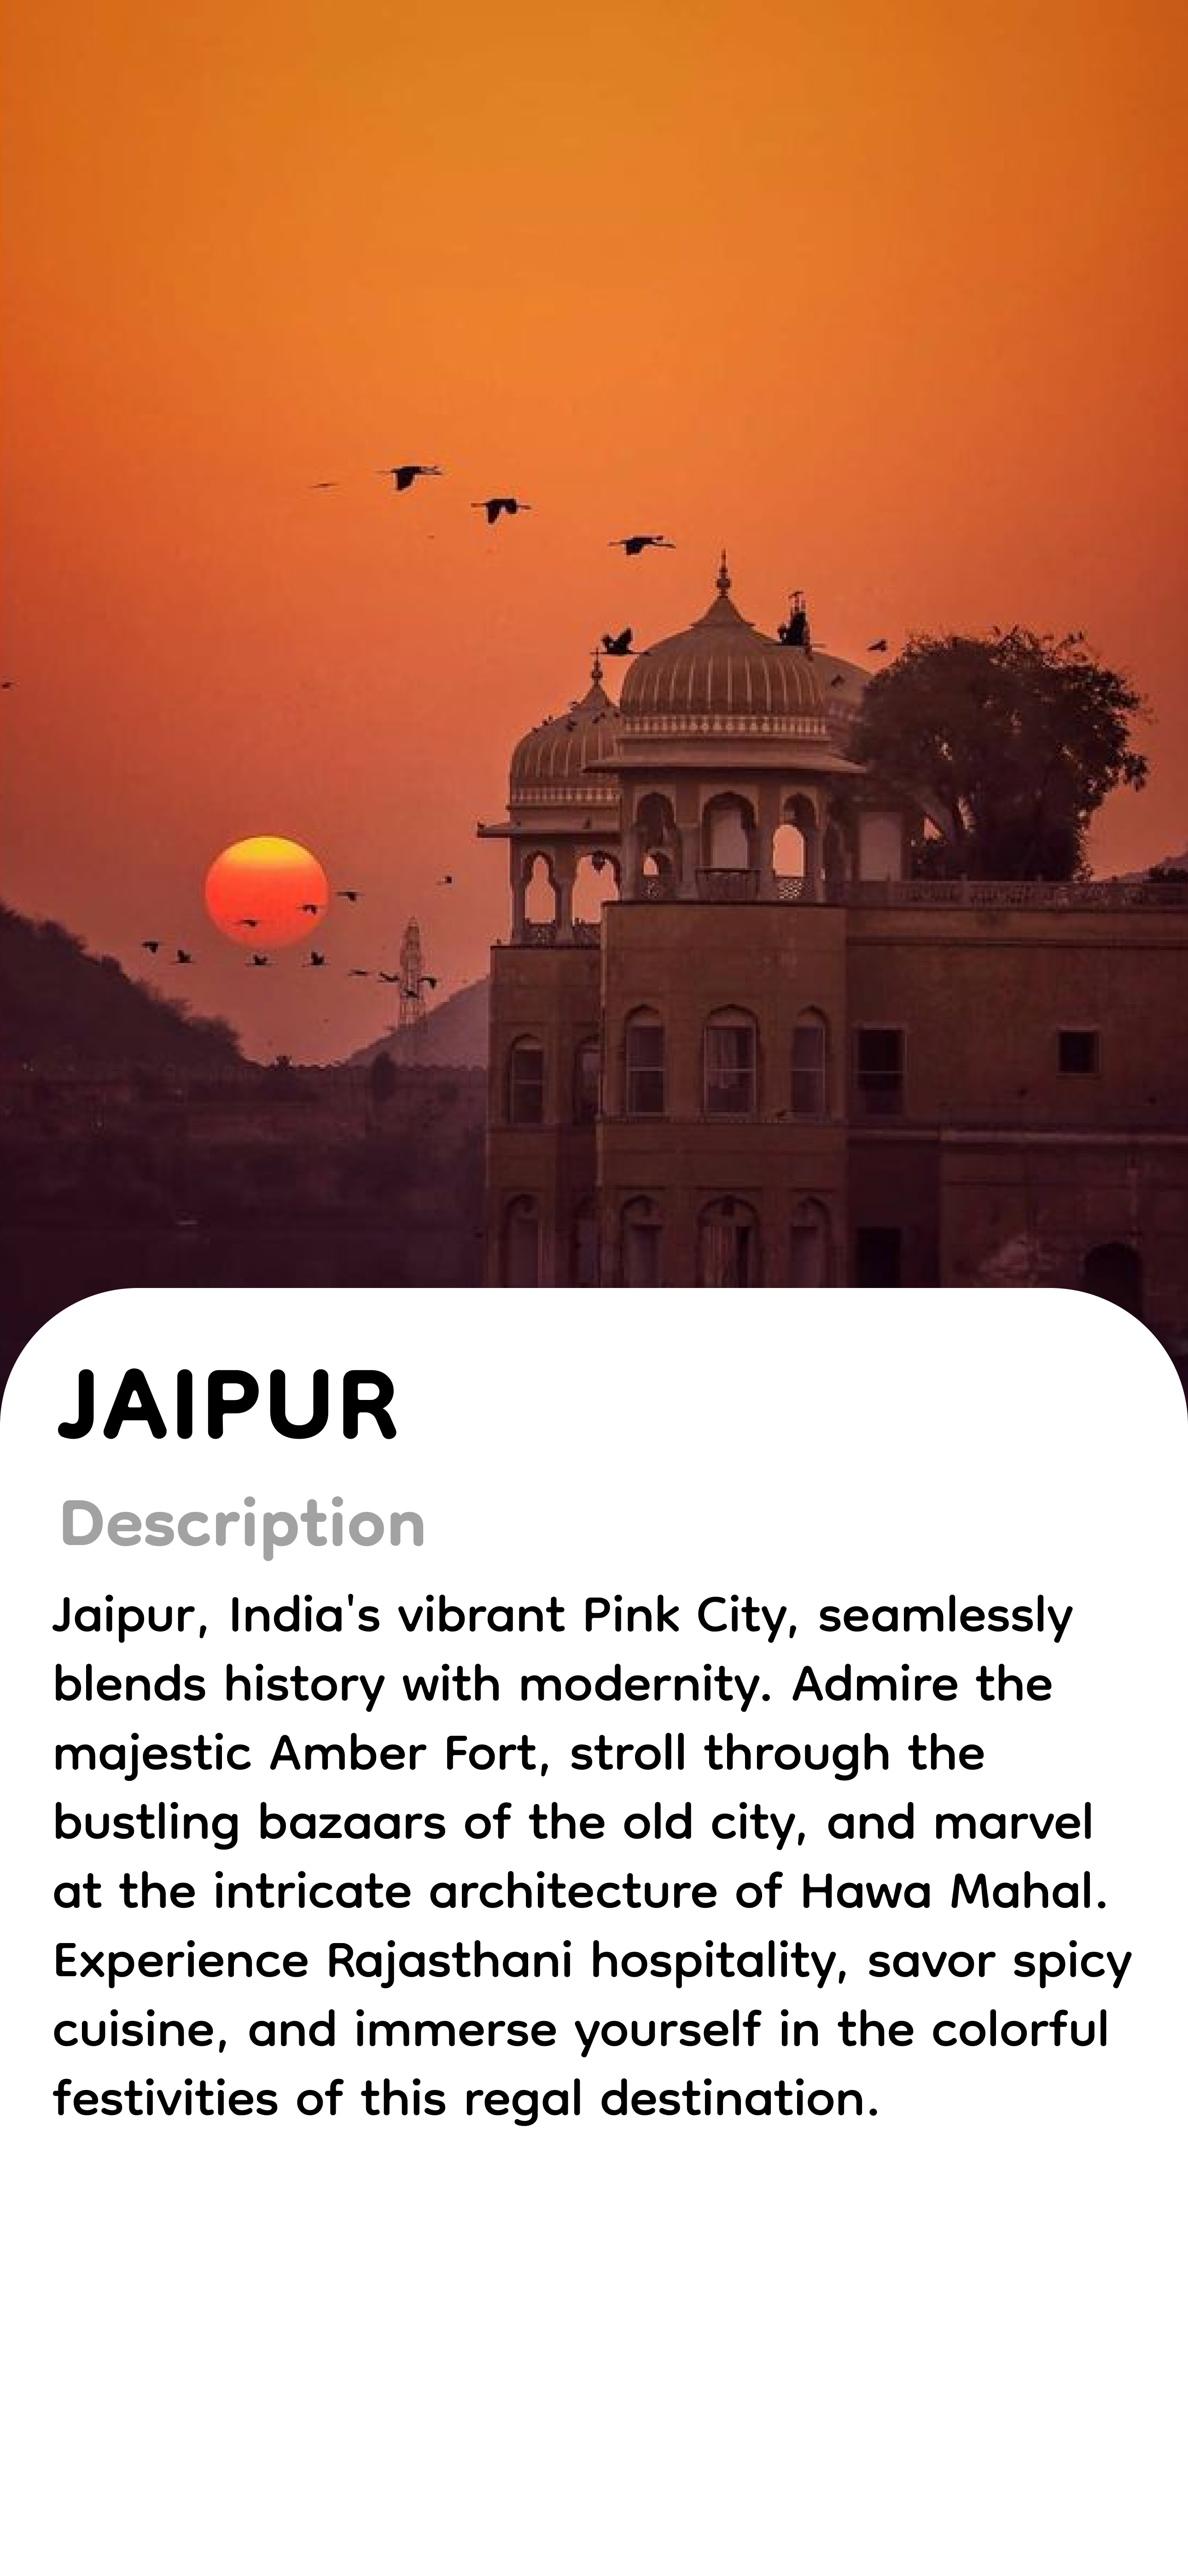 JAIPUR
Description
Jaipur, India's vibrant Pink City, seamlessly
blends history with modernity. Admire the
majestic Amber Fort, stroll through the
bustling bazaars of the old city, and marvel
at the intricate architecture of Hawa Mahal.
Experience Rajasthani hospitality, savor spicy
cuisine, and immerse yourself in the colorful
festivities of this regal destination.